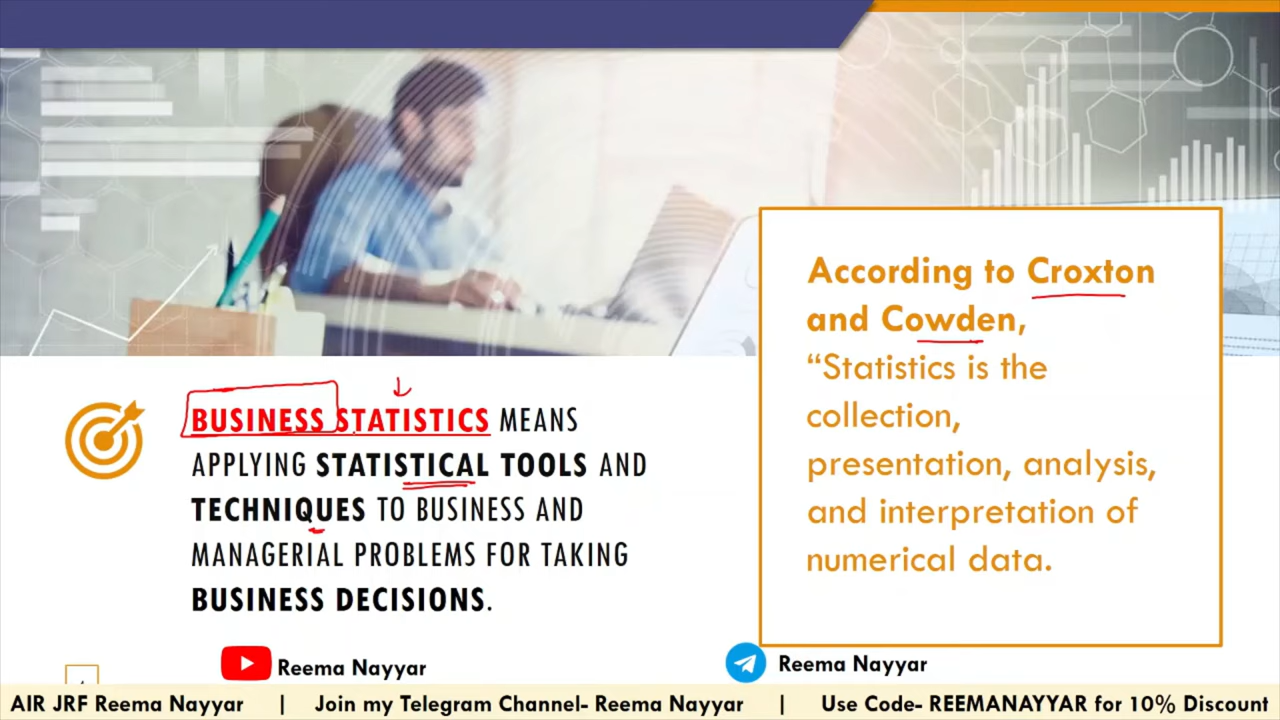 BUSINESS STATISTICS MEANS
APPLYING STATISTICAL TOOLS AND
TECHNIQUES TO BUSINESS AND
MANAGERIAL PROBLEMS FOR TAKING
BUSINESS DECISIONS.
According to Croxton
and Cowden,
“Statistics is the
collection,
presentation, analysis,
and interpretation of
numerical data.
Reema Nayyar
Reema Nayyar
AIR JRF Reema Nayyar | Join my Telegram Channel- Reema Nayyar | Use Code- REEMANAYYAR for 10% Discount